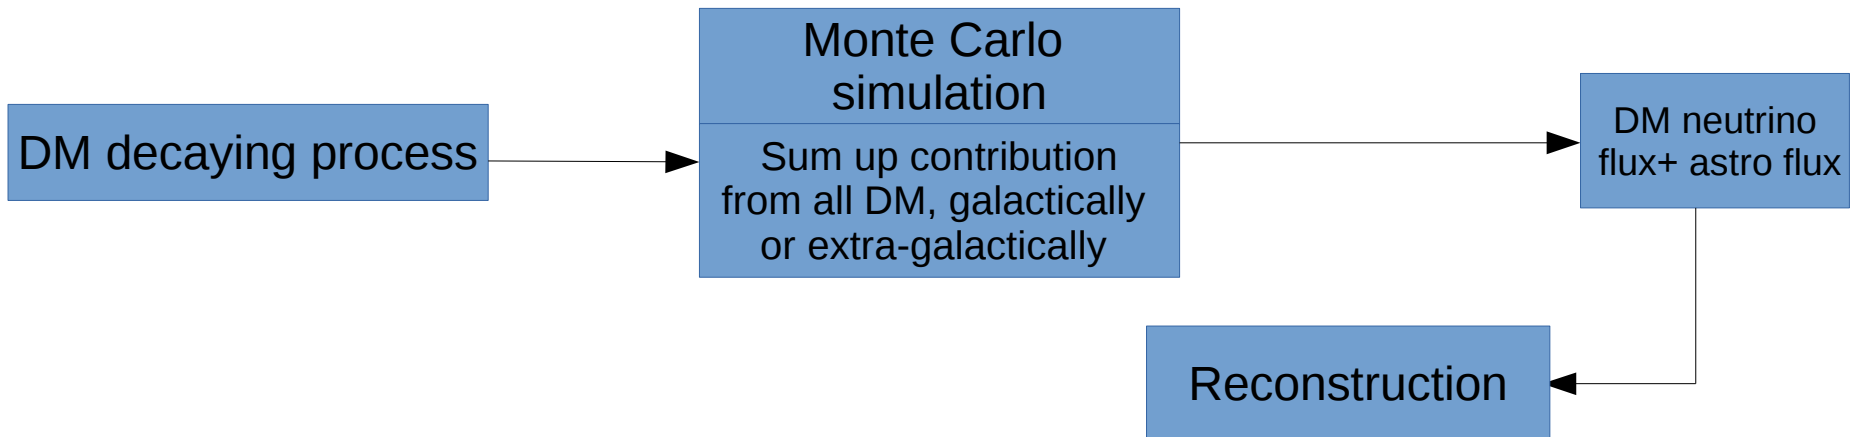 DM decaying process
Monte Carlo
simulation
Sum up contribution
from all DM, galactically
or extra-galactically
DM neutrino
flux+ astro flux
Reconstruction